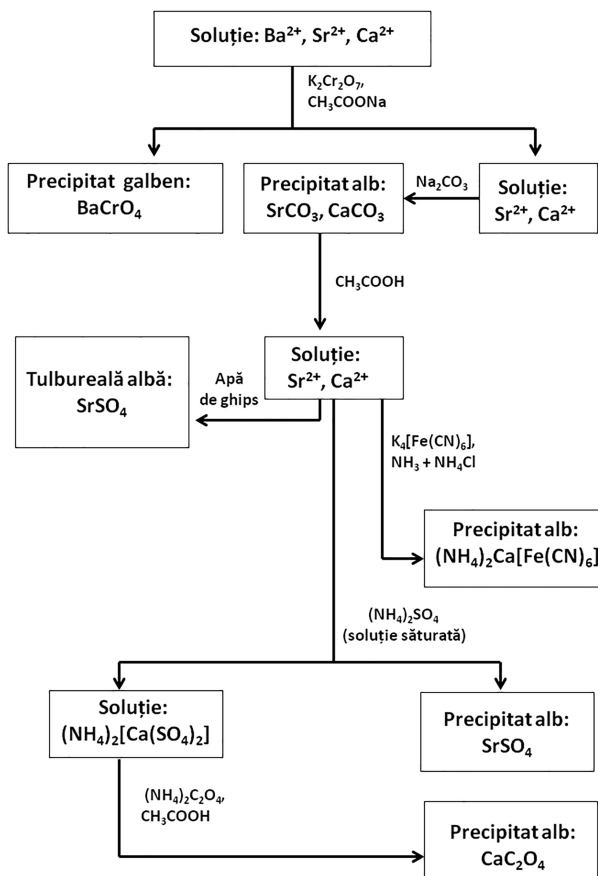 Soluție: Ba²⁺, Sr²⁺, Ca²⁺
K₂Cr₂O₇,
CH₃COONa
Precipitat galben:
BaCrO₄
Precipitat alb:
SrCO₃, CaCO₃
Na₂CO₃
Soluție:
Sr²⁺, Ca²⁺
CH₃COOH
Tulbureală albă:
SrSO₄
Apă
de ghips
Soluție:
Sr²⁺, Ca²⁺
K₄[Fe(CN)₆],
NH₃ + NH₄Cl
Precipitat alb:
(NH₄)₂Ca[Fe(CN)₆]
(NH₄)₂SO₄
(soluție săturată)
Soluție:
(NH₄)₂[Ca(SO₄)₂]
Precipitat alb:
SrSO₄
(NH₄)₂C₂O₄,
CH₃COOH
Precipitat alb:
CaC₂O₄